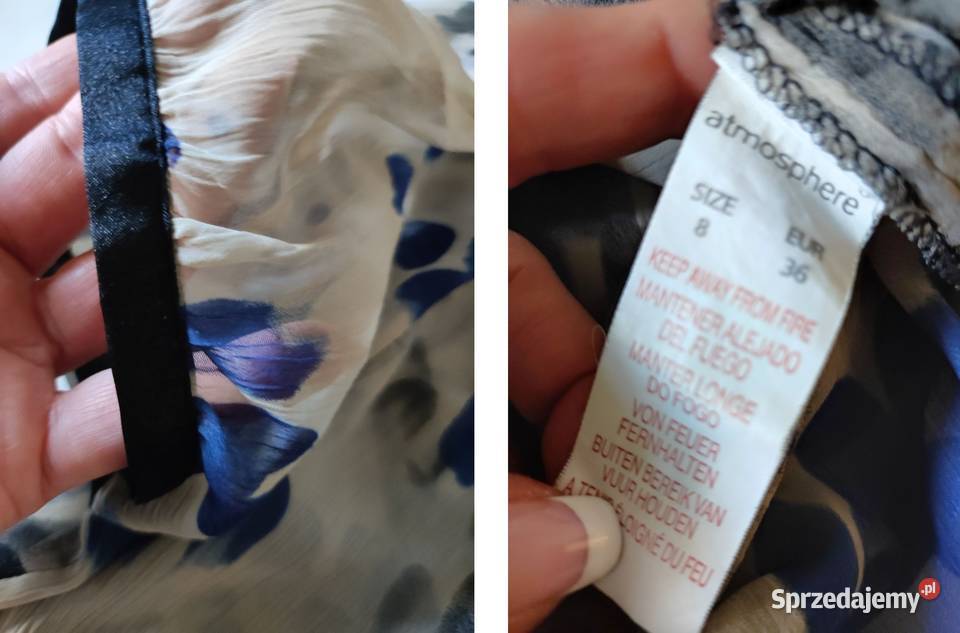 atmosphere
SIZE EUR
8 36
KEEP AWAY FROM FIRE
MANTENER ALEJADO
DEL FUEGO
MANTER LONGE
DO FOGO
VON FEUER
FERNHALTEN
BUITEN BEREIK VAN
VUUR HOUDEN
DU FEU
Sprzedajemy.pl